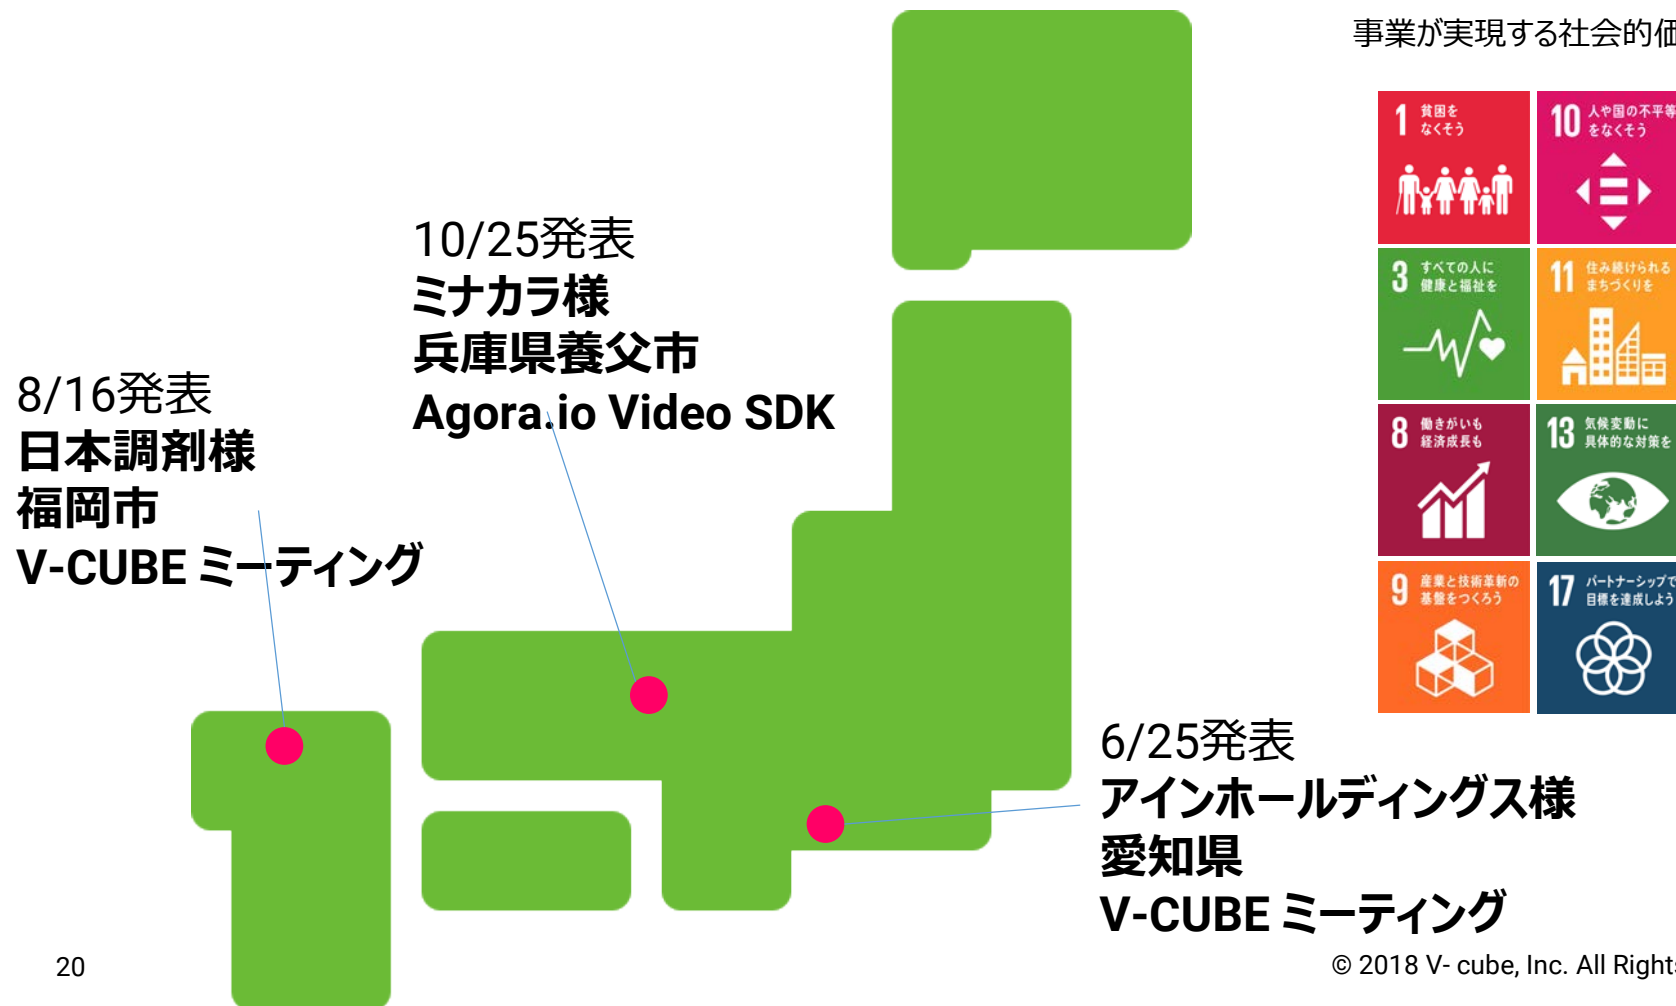 事業が実現する社会的価
1 貧困を
なくそう
10 人や国の不平等
をなくそう
3 すべての人に
健康と福祉を
11 住み続けられる
まちづくりを
8 働きがいも
経済成長も
13 気候変動に
具体的な対策を
9 産業と技術革新の
基盤をつくろう
17 パートナーシップで
目標を達成しよう
10/25発表
ミナカラ様
兵庫県養父市
Agora.io Video SDK
8/16発表
日本調剤様
福岡市
V-CUBE ミーティング
6/25発表
アインホールディングス様
愛知県
V-CUBE ミーティング
20
© 2018 V- cube, Inc. All Rights